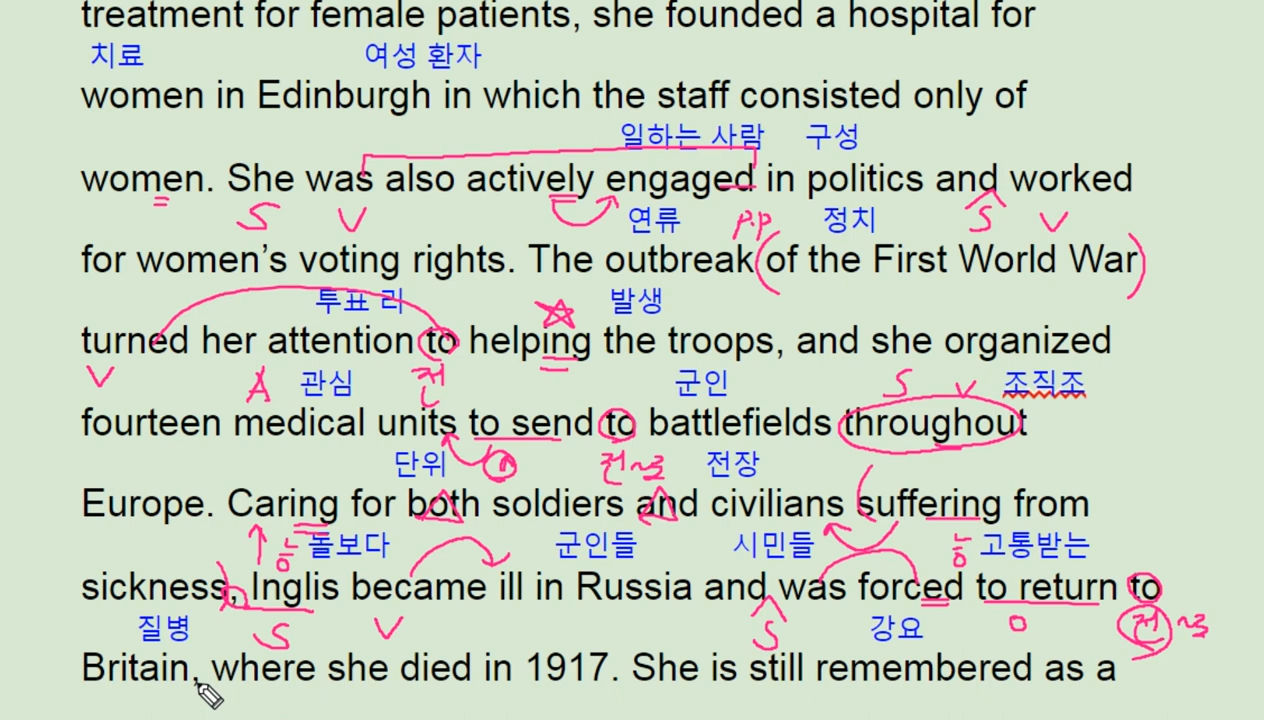 treatment for female patients, she founded a hospital for
치료 여성 환자
women in Edinburgh in which the staff consisted only of
일하는 사람 구성
women. She was also actively engaged in politics and worked
S V 연류 p.p 정치 S V
for women’s voting rights. The outbreak (of the First World War)
투표 리 발생
turned her attention to helping the troops, and she organized
V A 관심 전 군인 S V 조직조
fourteen medical units to send to battlefields throughout
단위 전~로 전장
Europe. Caring for both soldiers and civilians (suffering from
능 돌보다 군인들 시민들 능 고통받는
sickness), Inglis became ill in Russia and was forced to return to
질병 S V S 강요 O 전~로
Britain, where she died in 1917. She is still remembered as a